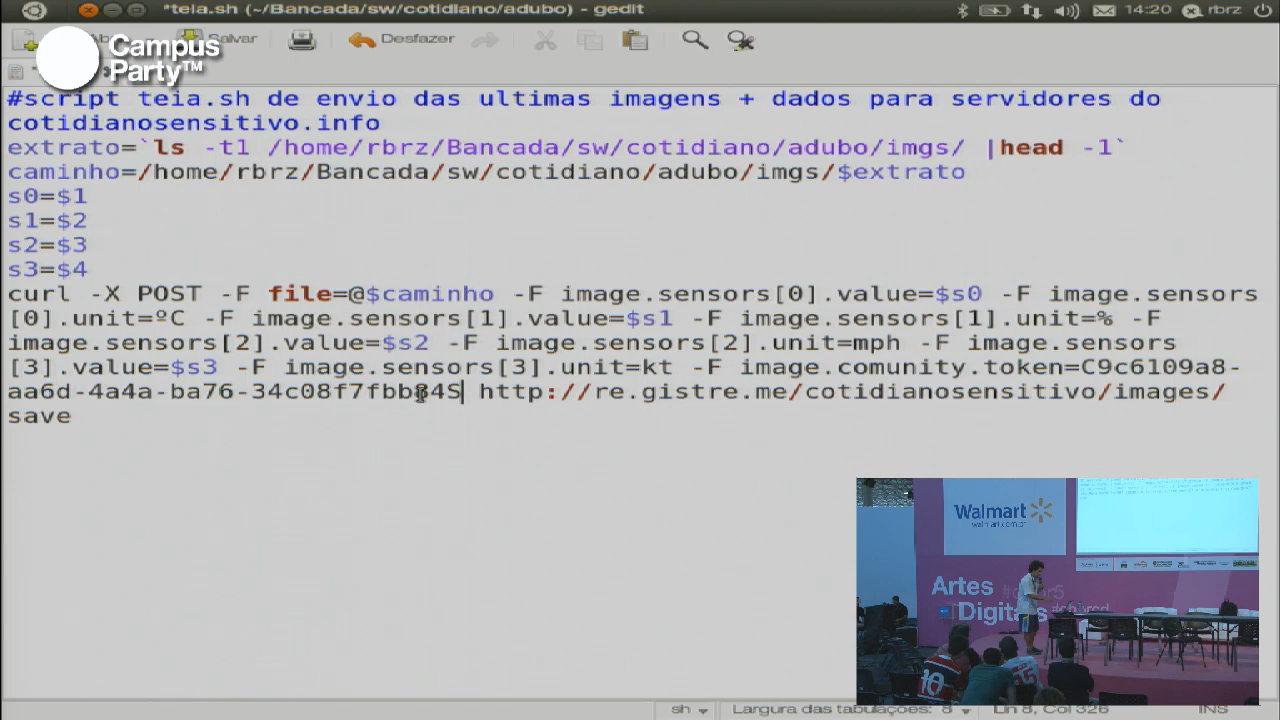 *teia.sh (~/Bancada/sw/cotidiano/adubo) - gedit
14:20 rbrz
Salvar
Desfazer
Campus
Party™
#script teia.sh de envio das ultimas imagens + dados para servidores do
cotidianosensitivo.info
extrato=`ls -t1 /home/rbrz/Bancada/sw/cotidiano/adubo/imgs/ |head -1`
caminho=/home/rbrz/Bancada/sw/cotidiano/adubo/imgs/$extrato
s0=$1
s1=$2
s2=$3
s3=$4
curl -X POST -F file=@$caminho -F image.sensors[0].value=$s0 -F image.sensors
[0].unit=ºC -F image.sensors[1].value=$s1 -F image.sensors[1].unit=% -F
image.sensors[2].value=$s2 -F image.sensors[2].unit=mph -F image.sensors
[3].value=$s3 -F image.sensors[3].unit=kt -F image.comunity.token=C9c6109a8-
http://re.gistre.me/cotidianosensitivo/images/
save
Walmart
walmart.com.br
Artes
Digitais
10
sh
Largura das tabulações: 8
Lin 8, Col 326
INS